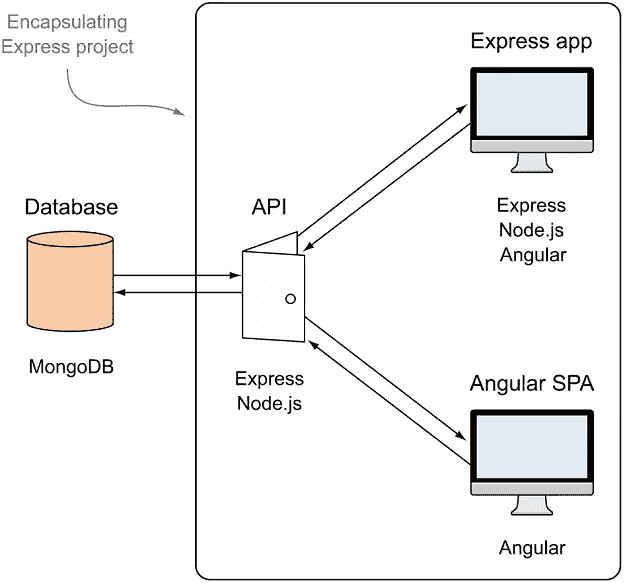 Encapsulating
Express project
Express app
Express
Node.js
Angular
Database
MongoDB
API
Express
Node.js
Angular SPA
Angular